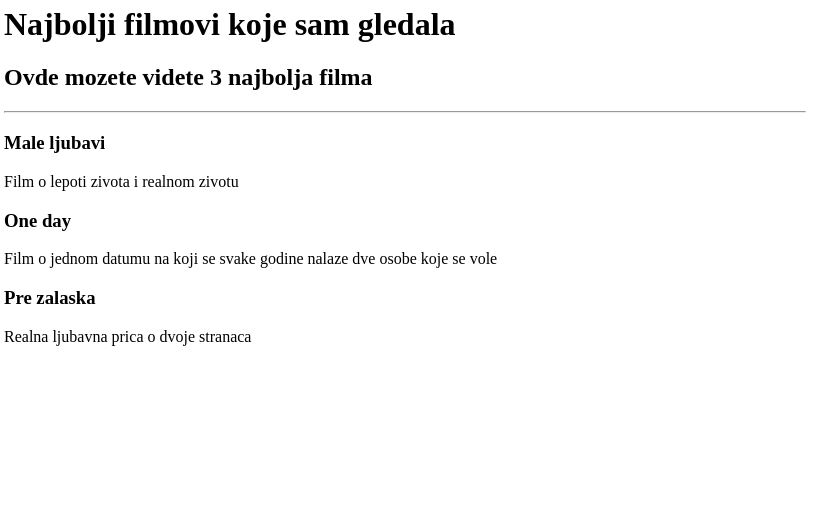 Najbolji filmovi koje sam gledala
Ovde mozete videte 3 najbolja filma
Male ljubavi
Film o lepoti zivota i realnom zivotu
One day
Film o jednom datumu na koji se svake godine nalaze dve osobe koje se vole
Pre zalaska
Realna ljubavna prica o dvoje stranaca